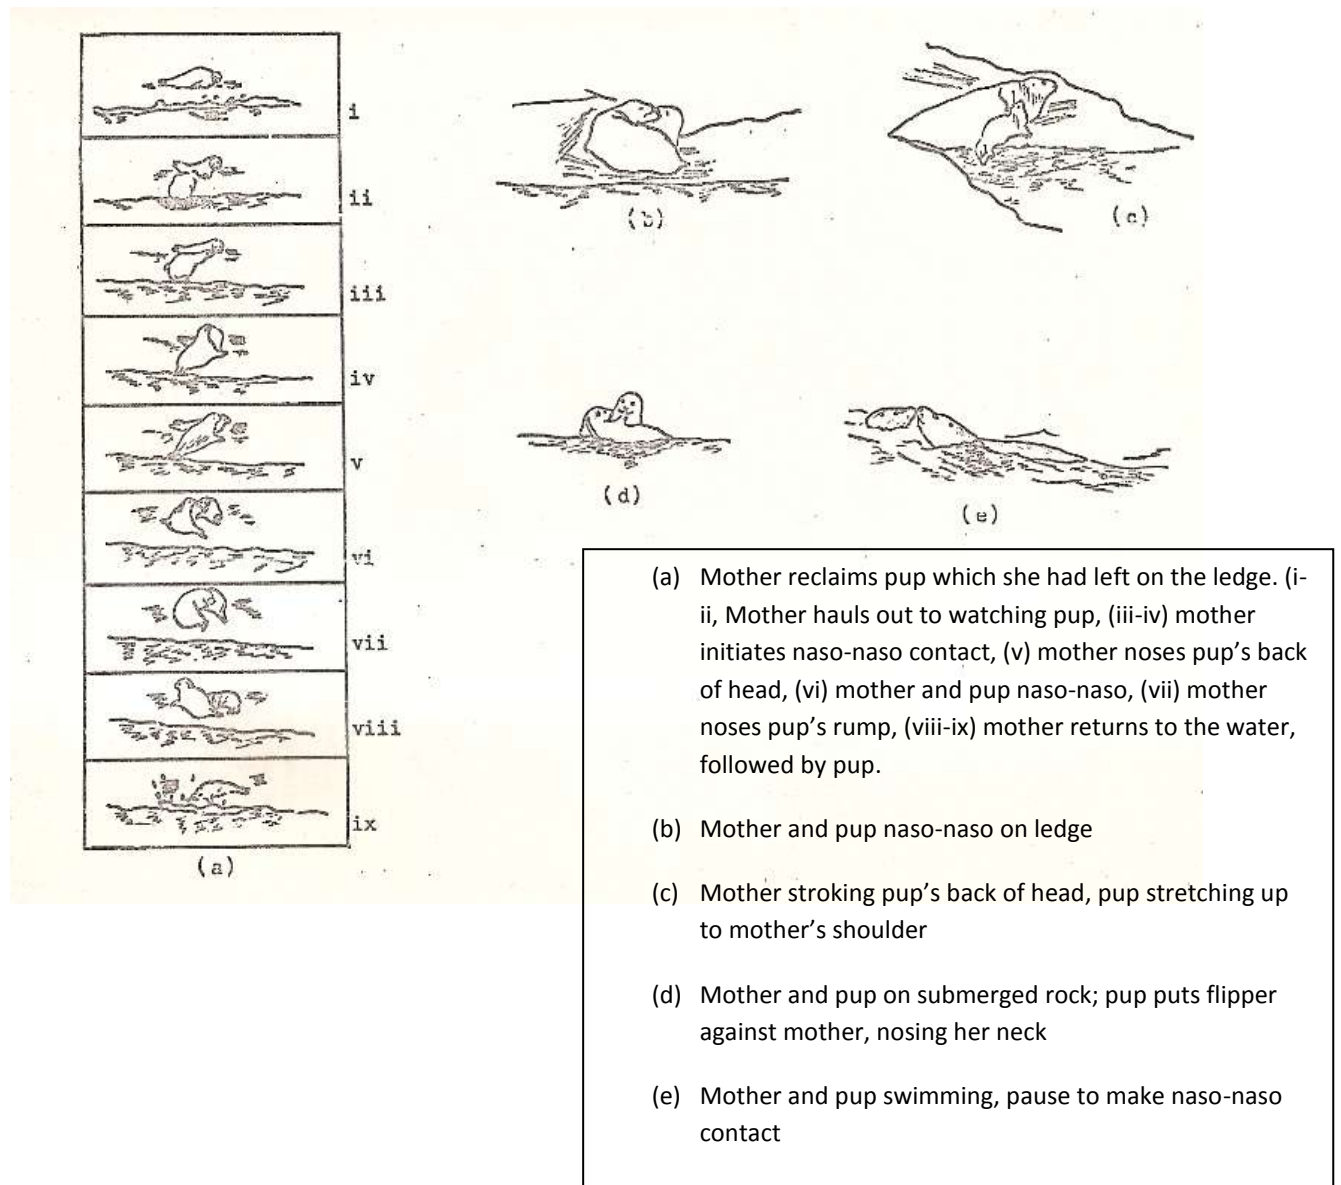 i
ii
iii
iv
v
vi
vii
viii
ix
(a)
(b)
(c)
(d)
(e)
(a) Mother reclaims pup which she had left on the ledge. (i-
ii, Mother hauls out to watching pup, (iii-iv) mother
initiates naso-naso contact, (v) mother noses pup’s back
of head, (vi) mother and pup naso-naso, (vii) mother
noses pup’s rump, (viii-ix) mother returns to the water,
followed by pup.
(b) Mother and pup naso-naso on ledge
(c) Mother stroking pup’s back of head, pup stretching up
to mother’s shoulder
(d) Mother and pup on submerged rock; pup puts flipper
against mother, nosing her neck
(e) Mother and pup swimming, pause to make naso-naso
contact